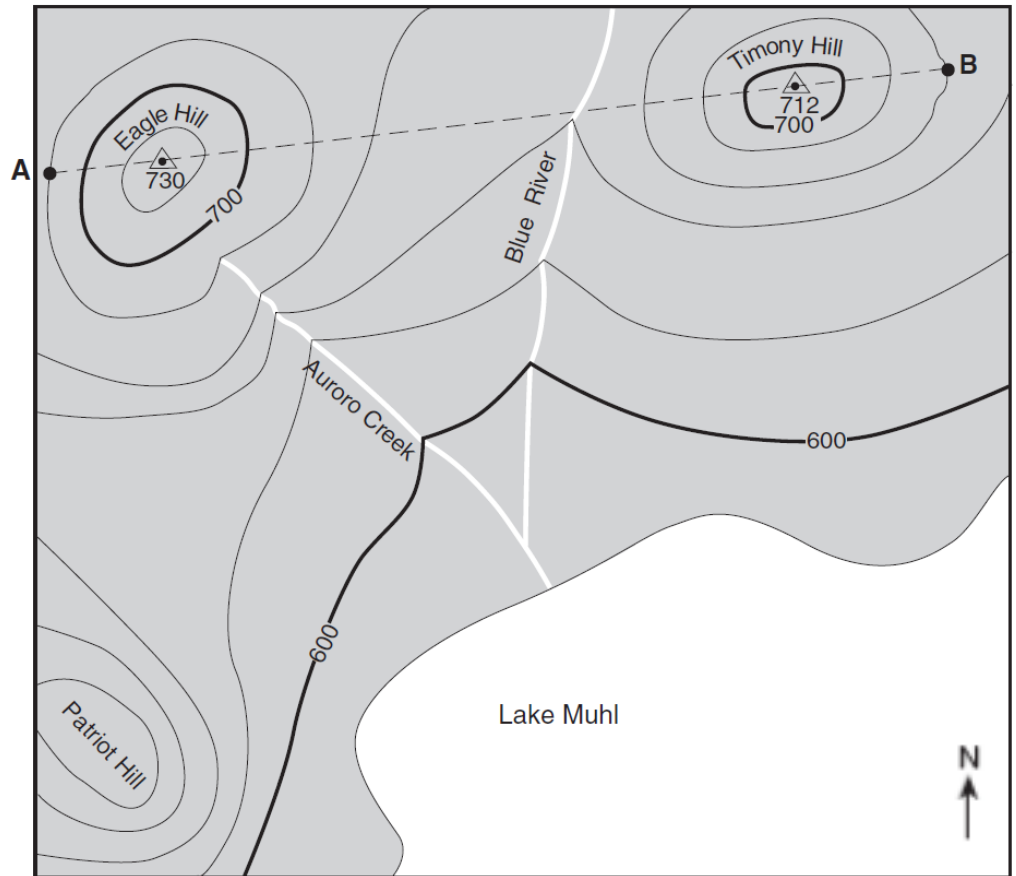 Timony Hill
B
712
700
Eagle Hill
A
730
700
Blue River
Auroro Creek
600
600
Patriot Hill
Lake Muhl
N